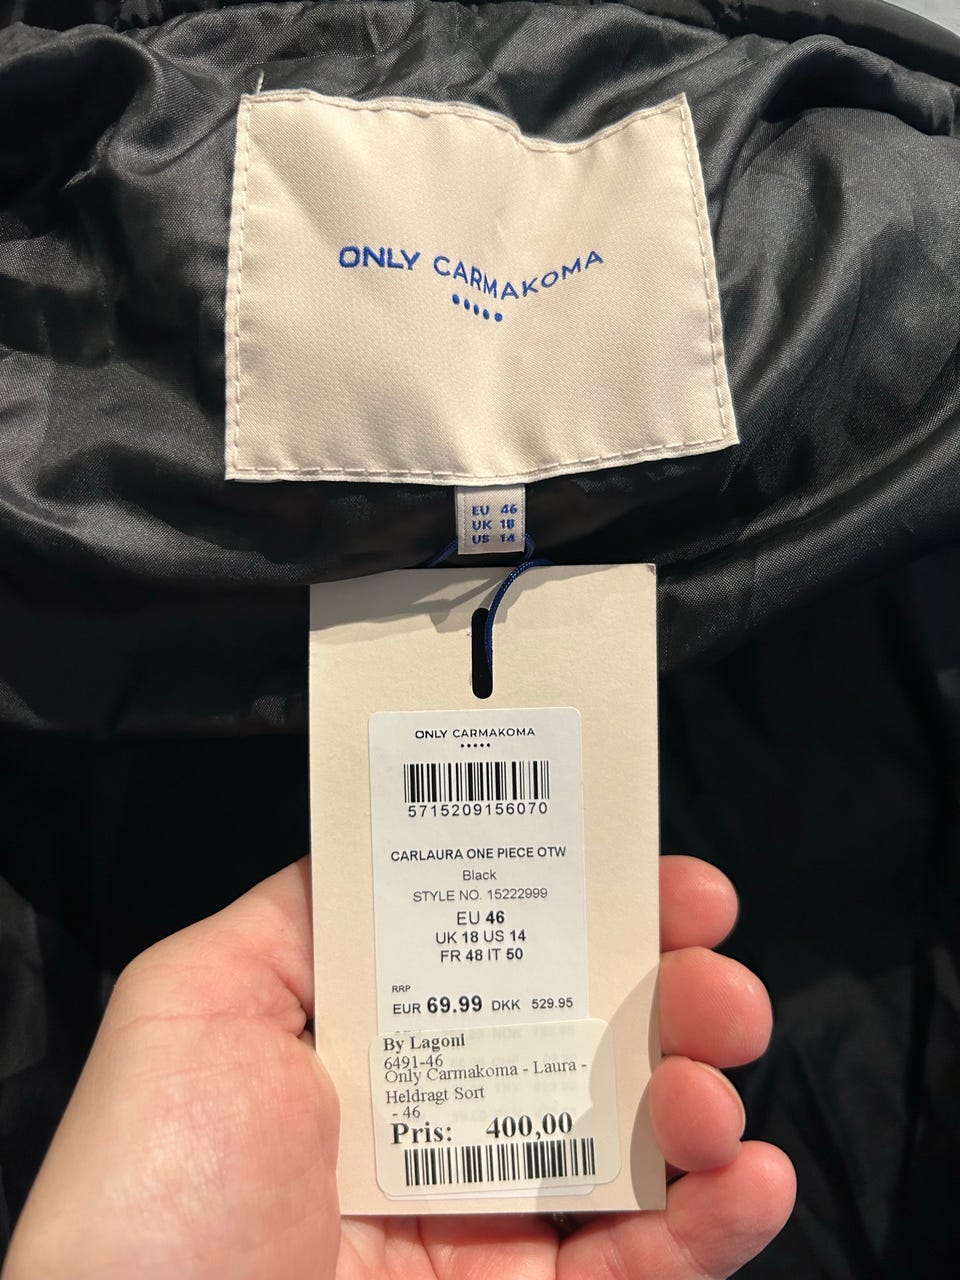 ONLY CARMAKOMA
EU 46
UK 18
US 14
ONLY CARMAKOMA
5715209156070
CARLAURA ONE PIECE OTW
Black
STYLE NO. 15222999
EU 46
UK 18 US 14
FR 48 IT 50
RRP
EUR 69.99 DKK 529.95
By Lagoni
6491-46
Only Carmakoma - Laura -
Heldragt Sort
- 46
Pris: 400,00